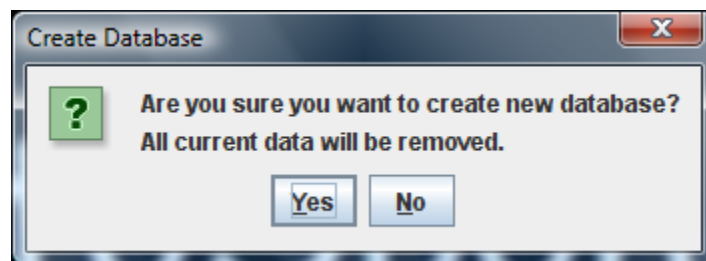 Create Database
Are you sure you want to create new database?
All current data will be removed.
Yes No